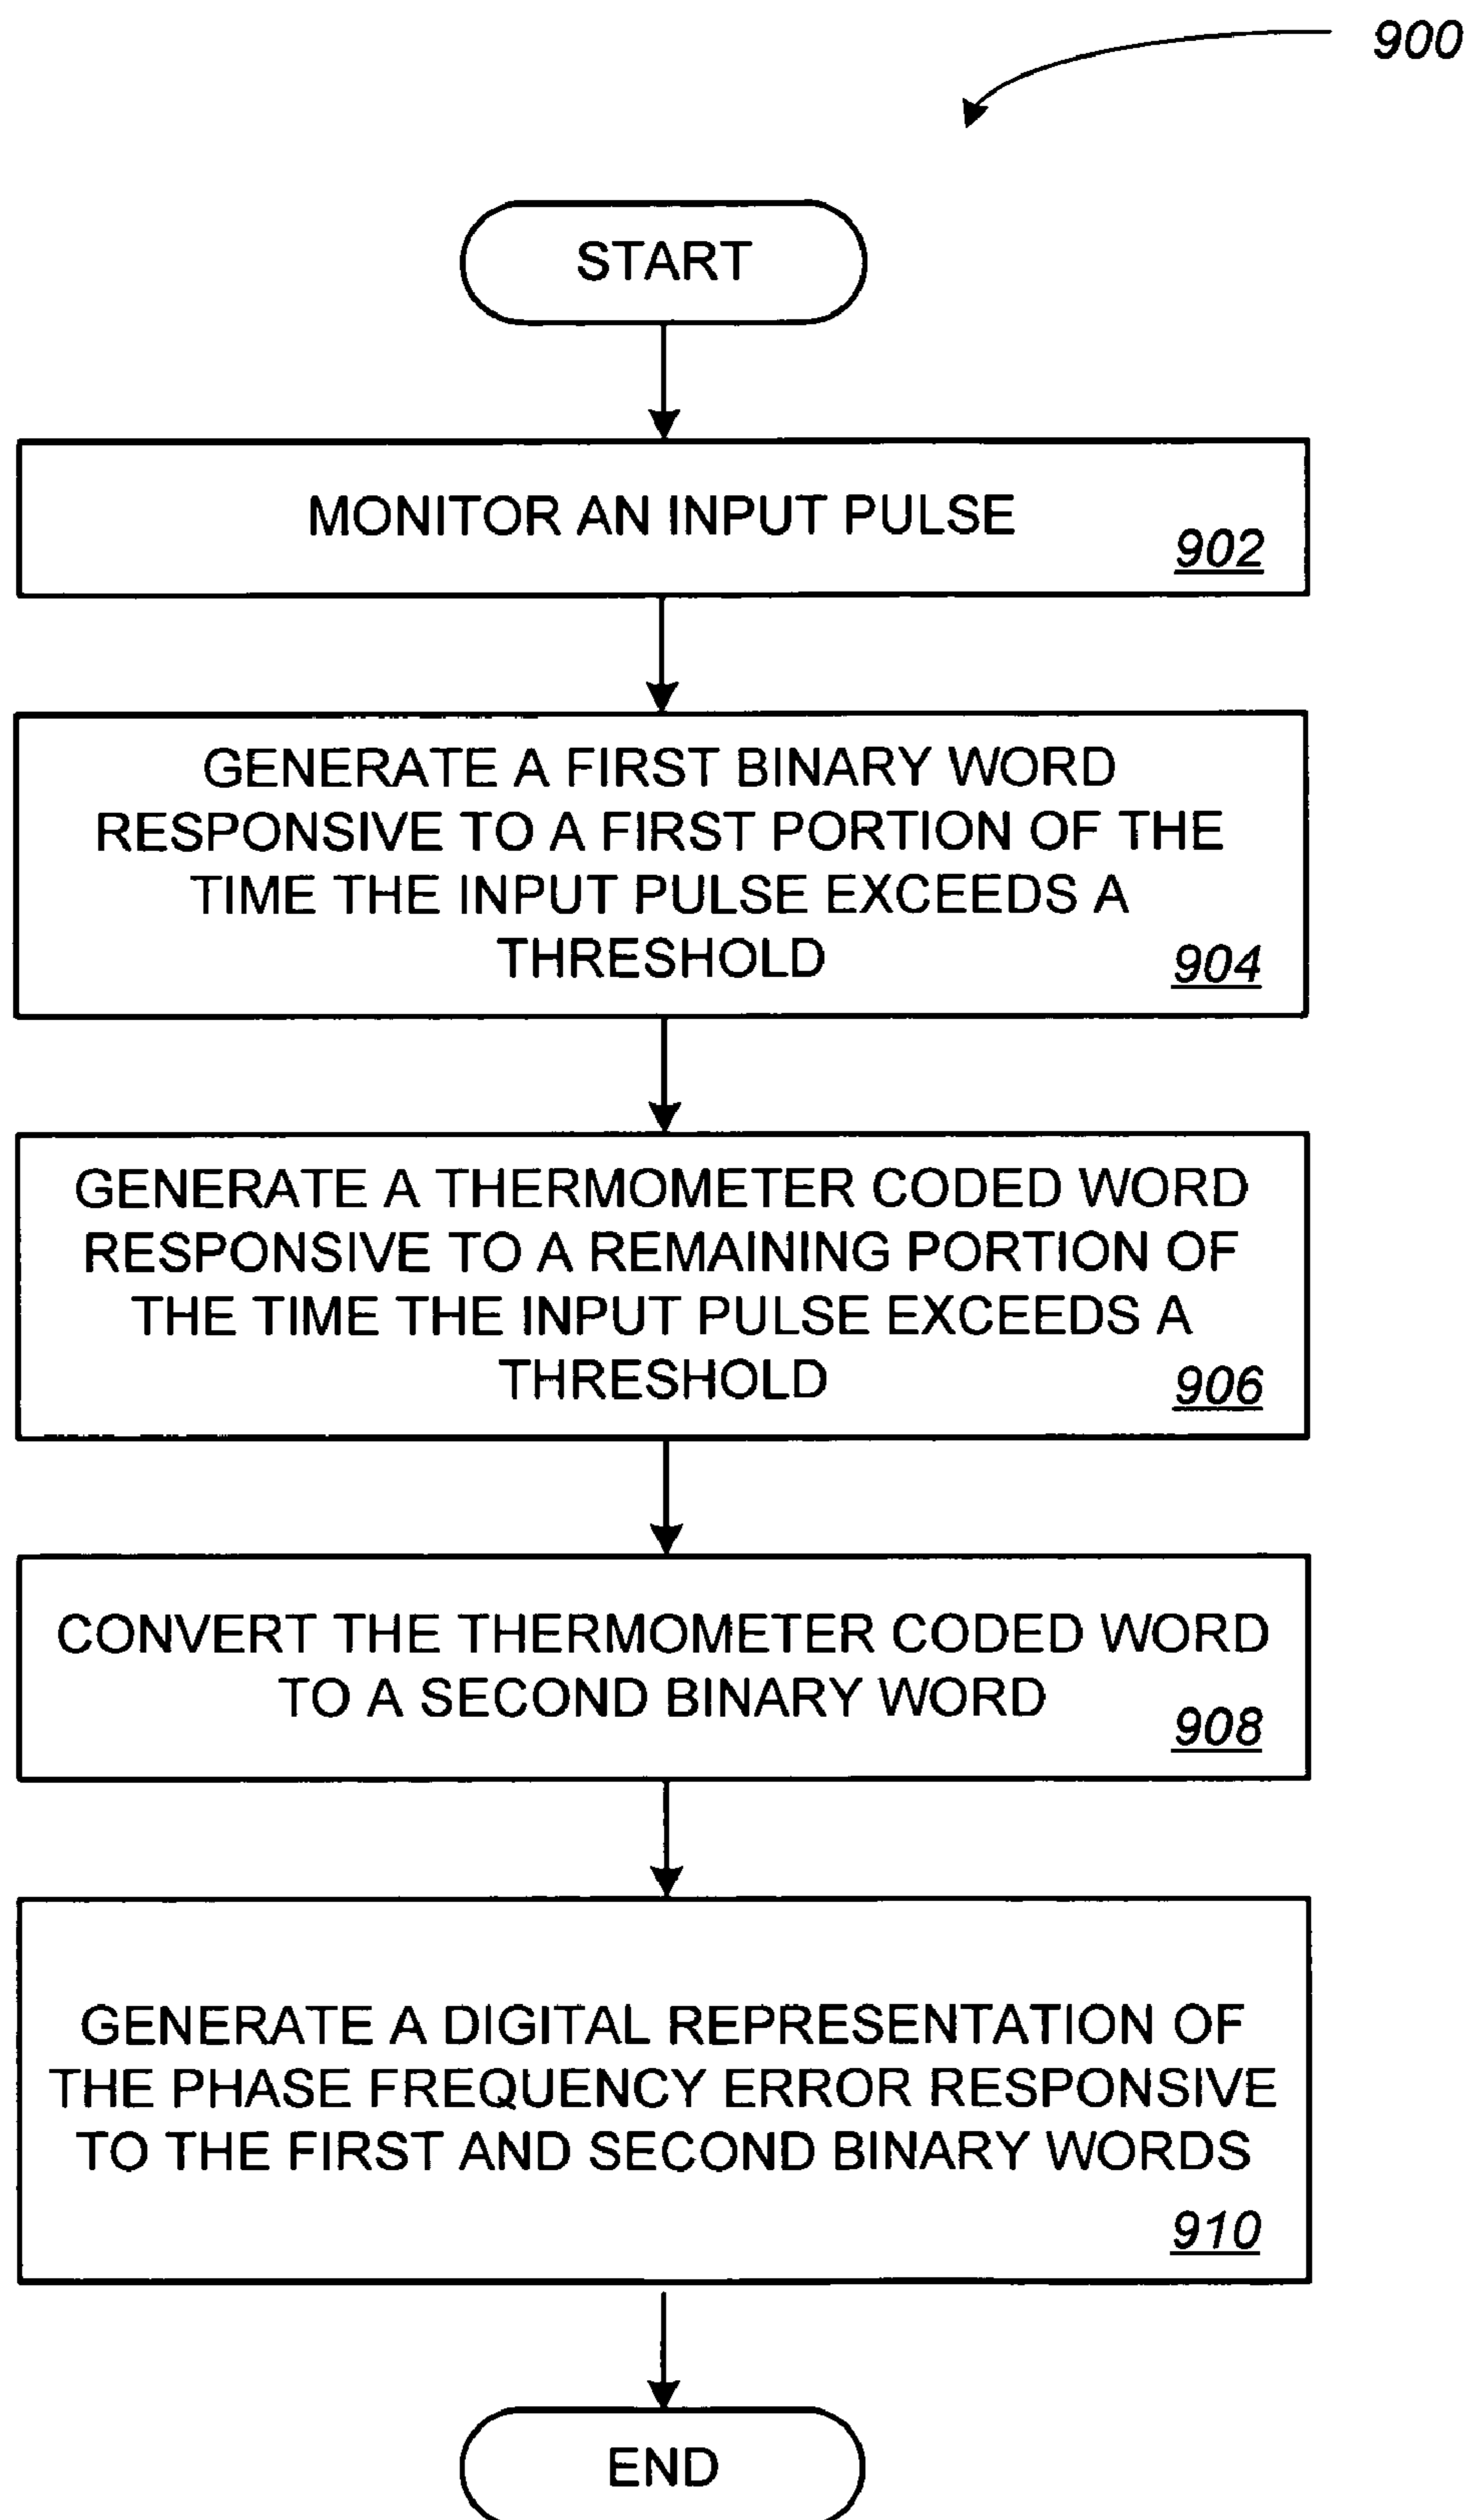 900
START
MONITOR AN INPUT PULSE
902
GENERATE A FIRST BINARY WORD
RESPONSIVE TO A FIRST PORTION OF THE
TIME THE INPUT PULSE EXCEEDS A
THRESHOLD
904
GENERATE A THERMOMETER CODED WORD
RESPONSIVE TO A REMAINING PORTION OF
THE TIME THE INPUT PULSE EXCEEDS A
THRESHOLD
906
CONVERT THE THERMOMETER CODED WORD
TO A SECOND BINARY WORD
908
GENERATE A DIGITAL REPRESENTATION OF
THE PHASE FREQUENCY ERROR RESPONSIVE
TO THE FIRST AND SECOND BINARY WORDS
910
END